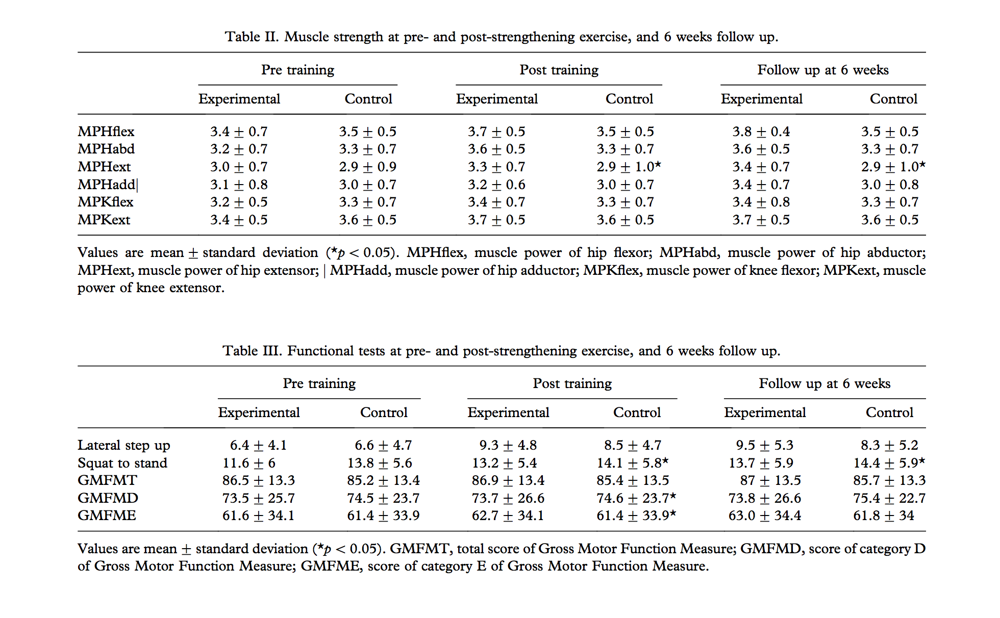 Table II. Muscle strength at pre- and post-strengthening exercise, and 6 weeks follow up.
Pre training Post training Follow up at 6 weeks
Experimental Control Experimental Control Experimental Control
MPHflex 3.4 ± 0.7 3.5 ± 0.5 3.7 ± 0.5 3.5 ± 0.5 3.8 ± 0.4 3.5 ± 0.5
MPHabd 3.2 ± 0.7 3.3 ± 0.7 3.6 ± 0.5 3.3 ± 0.7 3.6 ± 0.5 3.3 ± 0.7
MPHext 3.0 ± 0.7 2.9 ± 0.9 3.3 ± 0.7 2.9 ± 1.0★ 3.4 ± 0.7 2.9 ± 1.0★
MPHadd| 3.1 ± 0.8 3.0 ± 0.7 3.2 ± 0.6 3.0 ± 0.7 3.4 ± 0.7 3.0 ± 0.8
MPKflex 3.2 ± 0.5 3.3 ± 0.7 3.4 ± 0.7 3.3 ± 0.7 3.4 ± 0.8 3.3 ± 0.7
MPKext 3.4 ± 0.5 3.6 ± 0.5 3.7 ± 0.5 3.6 ± 0.5 3.7 ± 0.5 3.6 ± 0.5
Values are mean ± standard deviation (★p < 0.05). MPHflex, muscle power of hip flexor; MPHabd, muscle power of hip abductor;
MPHext, muscle power of hip extensor; | MPHadd, muscle power of hip adductor; MPKflex, muscle power of knee flexor; MPKext, muscle
power of knee extensor.
Table III. Functional tests at pre- and post-strengthening exercise, and 6 weeks follow up.
Pre training Post training Follow up at 6 weeks
Experimental Control Experimental Control Experimental Control
Lateral step up 6.4 ± 4.1 6.6 ± 4.7 9.3 ± 4.8 8.5 ± 4.7 9.5 ± 5.3 8.3 ± 5.2
Squat to stand 11.6 ± 6 13.8 ± 5.6 13.2 ± 5.4 14.1 ± 5.8★ 13.7 ± 5.9 14.4 ± 5.9★
GMFMT 86.5 ± 13.3 85.2 ± 13.4 86.9 ± 13.4 85.4 ± 13.5 87 ± 13.5 85.7 ± 13.3
GMFMD 73.5 ± 25.7 74.5 ± 23.7 73.7 ± 26.6 74.6 ± 23.7★ 73.8 ± 26.6 75.4 ± 22.7
GMFME 61.6 ± 34.1 61.4 ± 33.9 62.7 ± 34.1 61.4 ± 33.9★ 63.0 ± 34.4 61.8 ± 34
Values are mean ± standard deviation (★p < 0.05). GMFMT, total score of Gross Motor Function Measure; GMFMD, score of category D
of Gross Motor Function Measure; GMFME, score of category E of Gross Motor Function Measure.